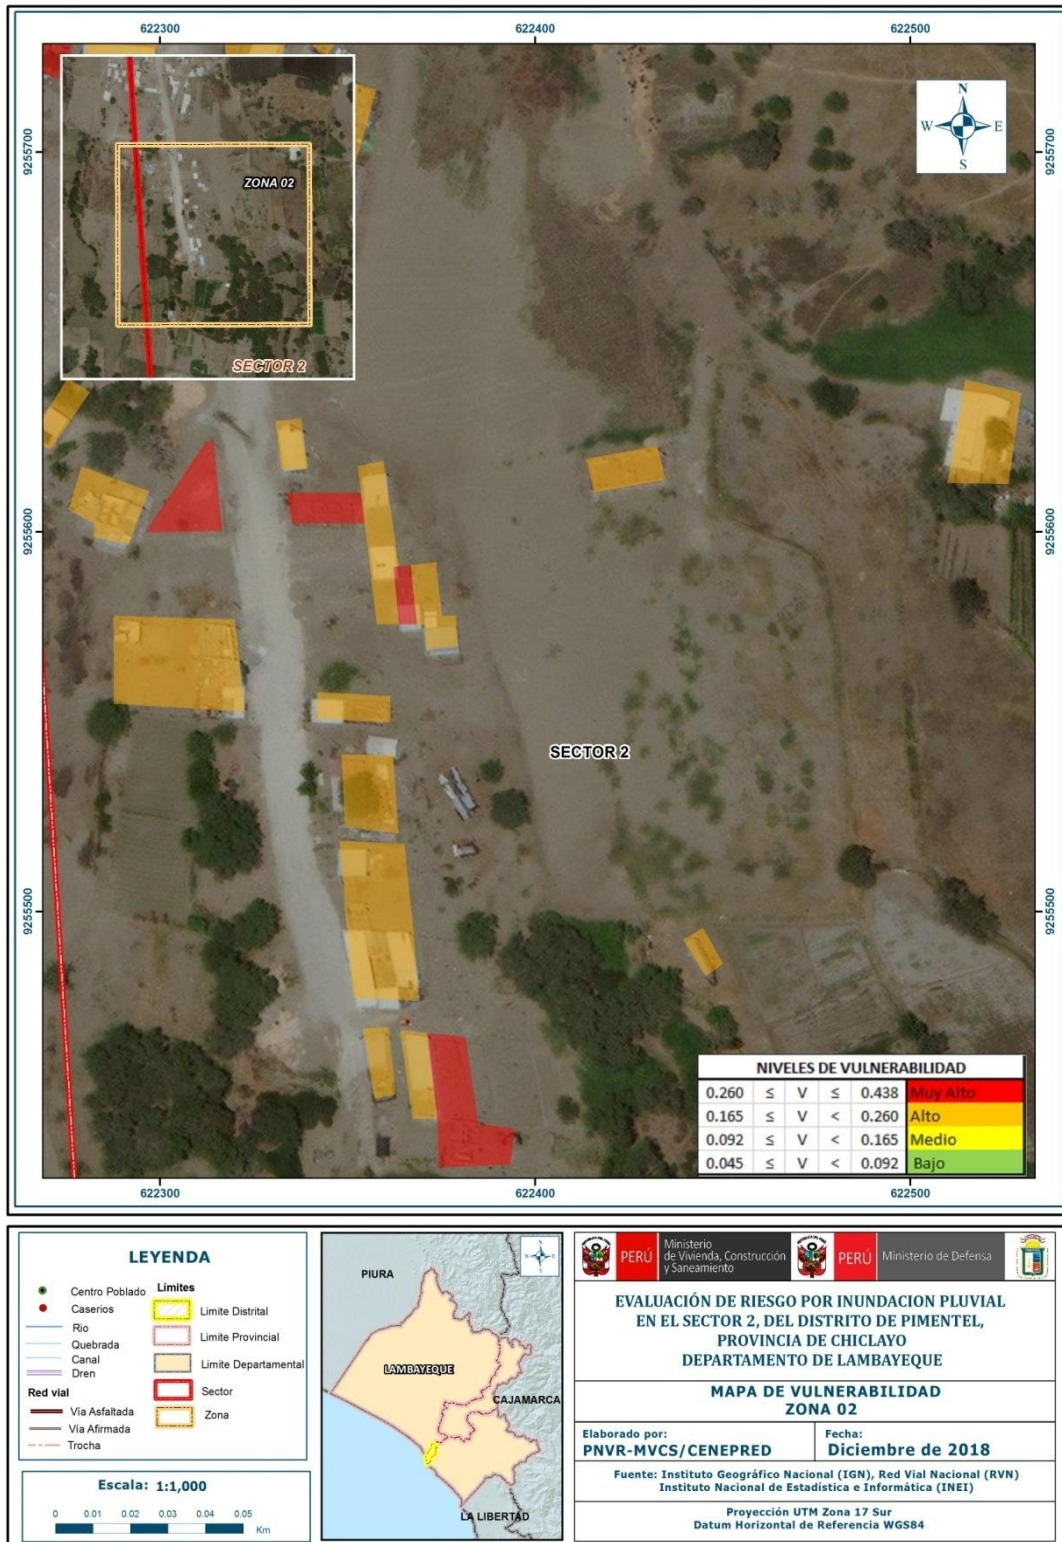 622300 622400 622500
9255700 9255700
N
W E
S
ZONA 02
SECTOR 2
9255600 9255600
SECTOR 2
9255500 9255500
NIVELES DE VULNERABILIDAD
0.260 ≤ V ≤ 0.438 Muy Alto
0.165 ≤ V < 0.260 Alto
0.092 ≤ V < 0.165 Medio
0.045 ≤ V < 0.092 Bajo
622300 622400 622500
LEYENDA
Centro Poblado
Caserios
Rio
Quebrada
Canal
Dren
Red vial
Vía Asfaltada
Vía Afirmada
Trocha
Límites
Limite Distrital
Limite Provincial
Limite Departamental
Sector
Zona
Escala: 1:1,000
0 0.01 0.02 0.03 0.04 0.05
Km
PIURA
LAMBAYEQUE
CAJAMARCA
LA LIBERTAD
PERÚ
Ministerio
de Vivienda, Construcción
y Saneamiento
PERÚ
Ministerio de Defensa
EVALUACIÓN DE RIESGO POR INUNDACION PLUVIAL
EN EL SECTOR 2, DEL DISTRITO DE PIMENTEL,
PROVINCIA DE CHICLAYO
DEPARTAMENTO DE LAMBAYEQUE
MAPA DE VULNERABILIDAD
ZONA 02
Elaborado por:
PNVR-MVCS/CENEPRED
Fecha:
Diciembre de 2018
Fuente: Instituto Geográfico Nacional (IGN), Red Vial Nacional (RVN)
Instituto Nacional de Estadística e Informática (INEI)
Proyección UTM Zona 17 Sur
Datum Horizontal de Referencia WGS84